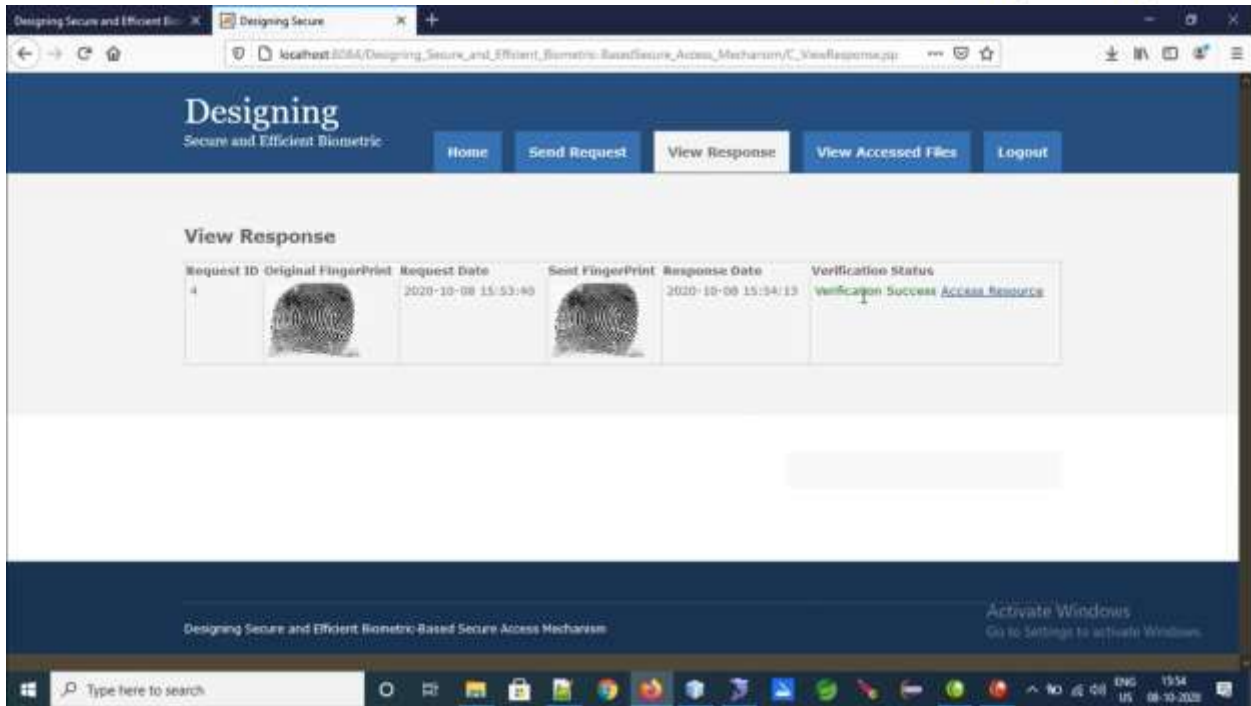 Designing Secure and Efficient Bio
Designing Secure
localhost:8084/Designing_Secure_and_Efficient_Biometric-BasedSecure_Access_Mechanism/C_ViewResponse.jsp
Designing
Secure and Efficient Biometric
Home
Send Request
View Response
View Accessed Files
Logout
View Response
Request ID Original FingerPrint Request Date Sent FingerPrint Response Date Verification Status
4 2020-10-08 15:53:40 2020-10-08 15:54:13 Verification Success Access Resource
Designing Secure and Efficient Biometric-Based Secure Access Mechanism
Activate Windows
Go to Settings to activate Windows.
Type here to search
ENG
US
15:54
08-10-2020